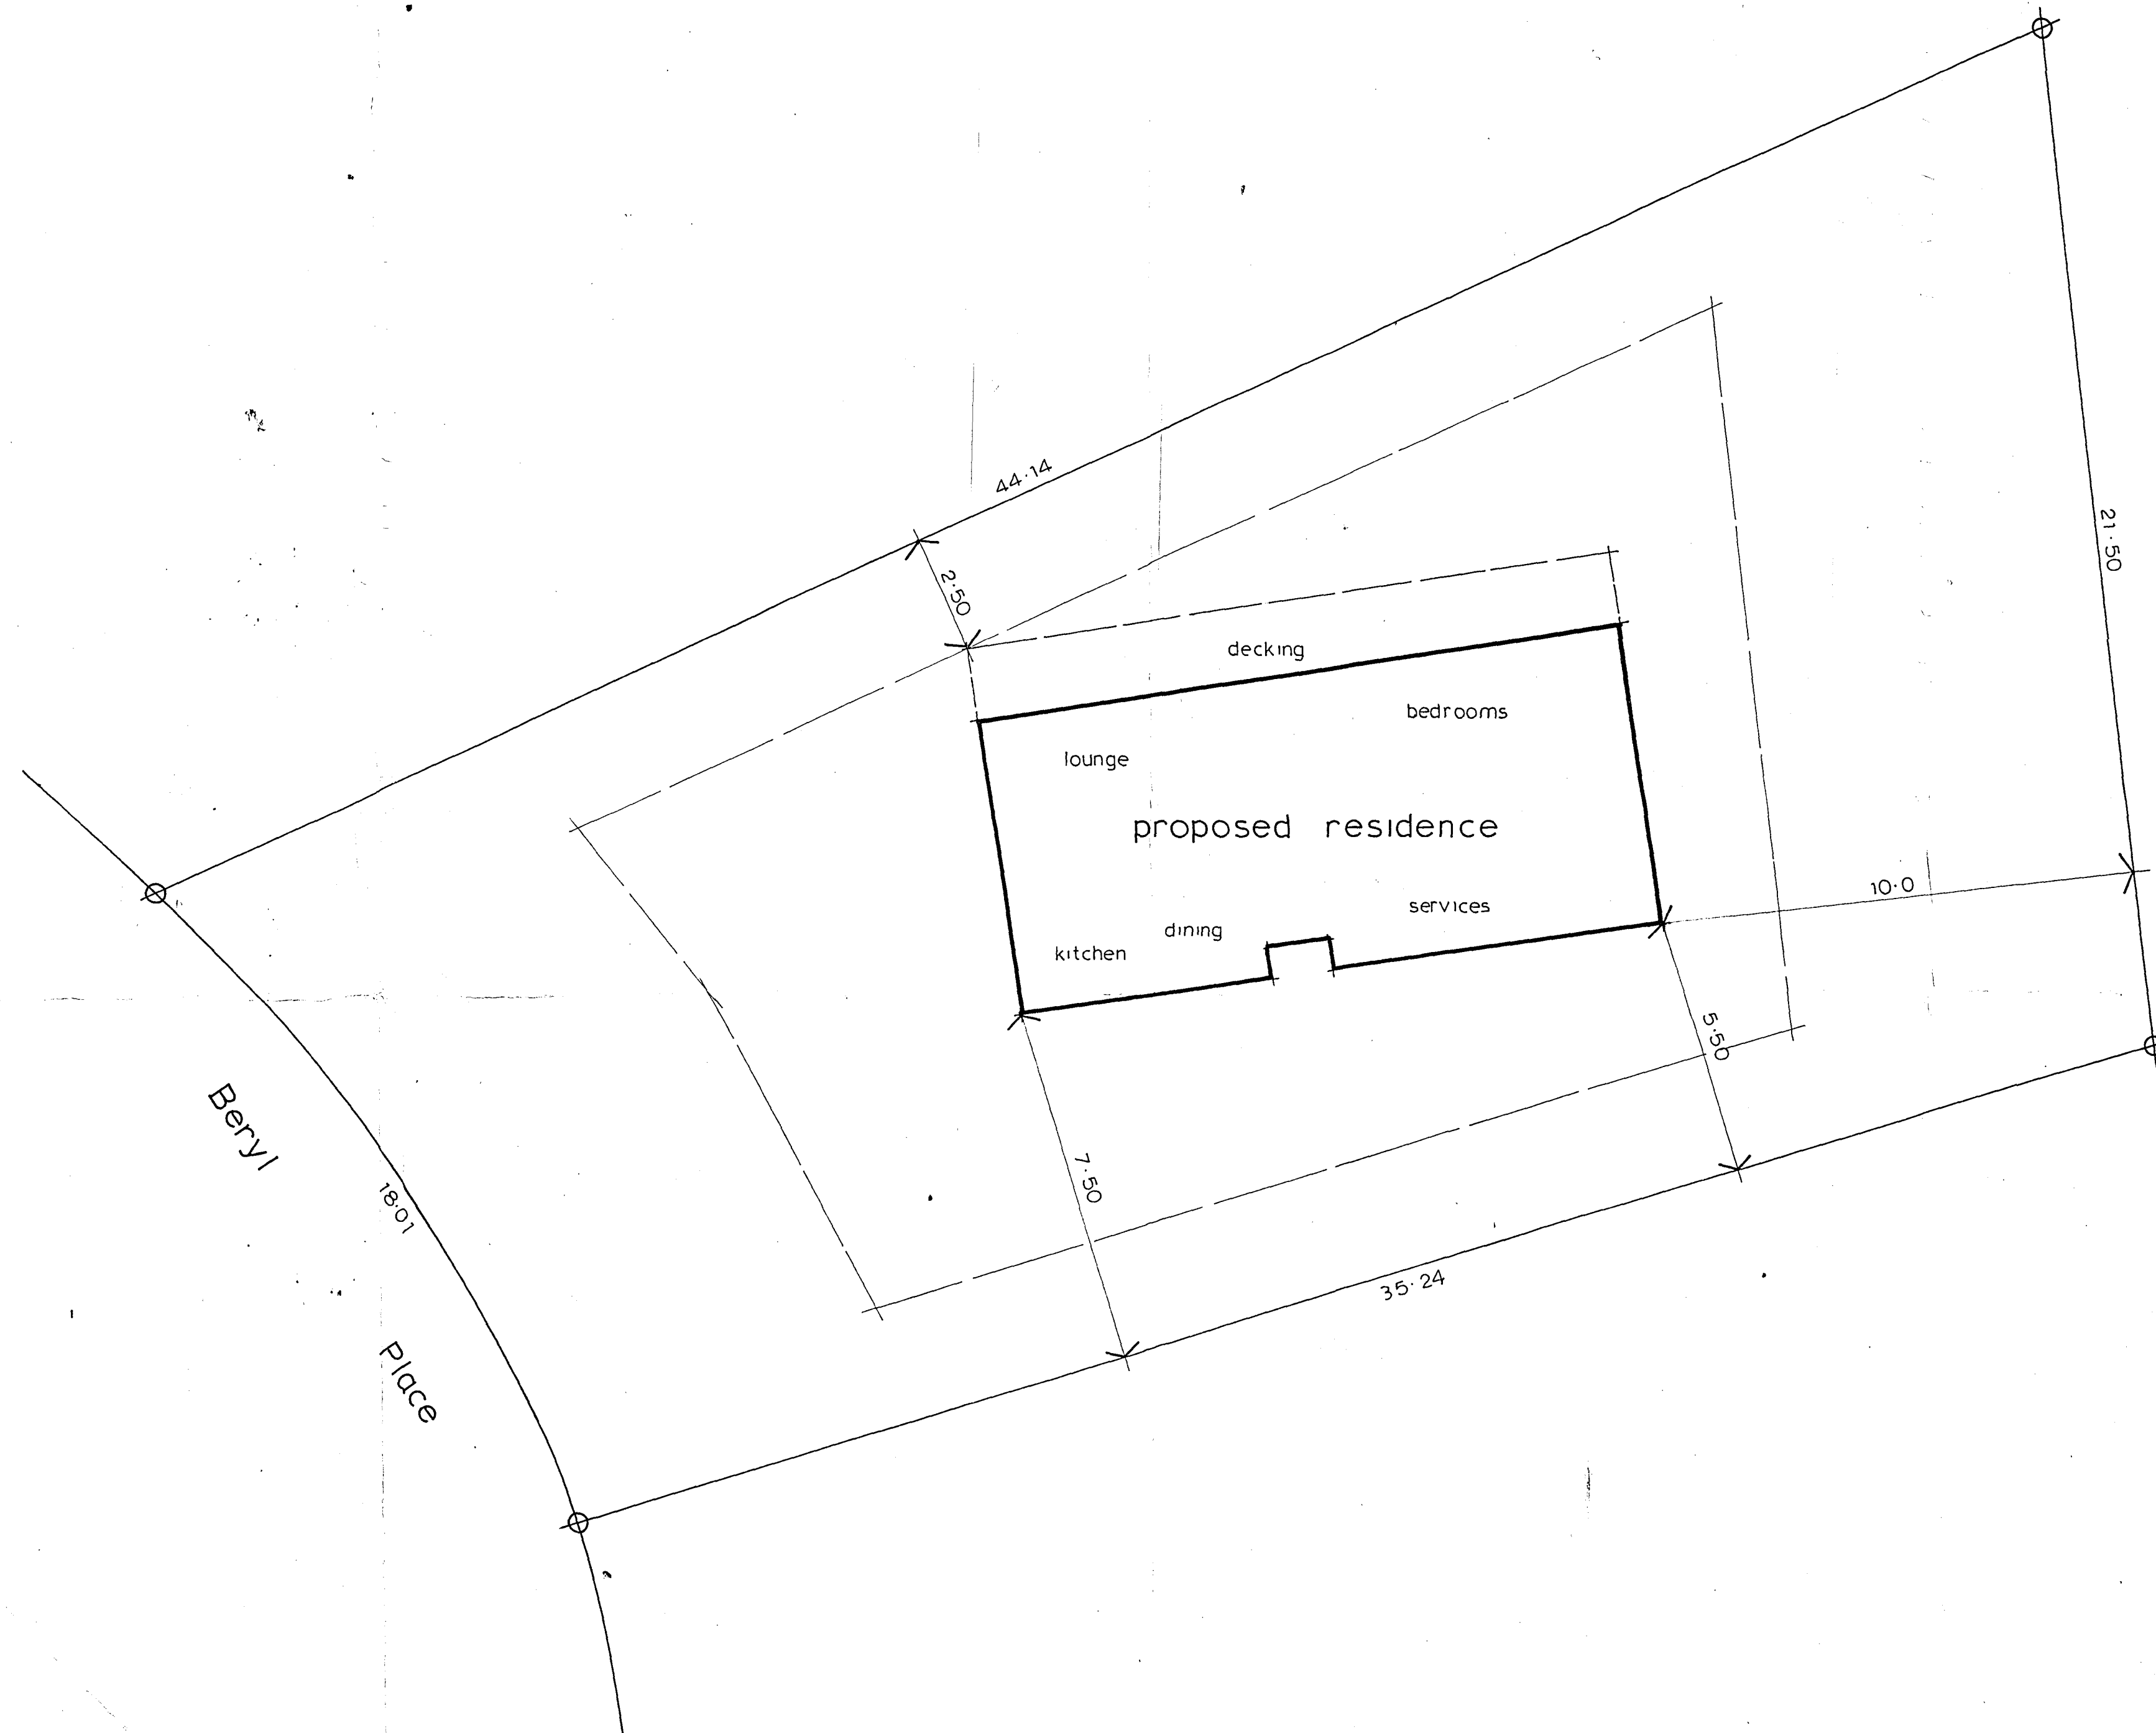 44·14
2·50
21·50
decking
bedrooms
lounge
proposed residence
10·0
services
dining
kitchen
5·50
Beryl
Place
18·01
7·50
35·24